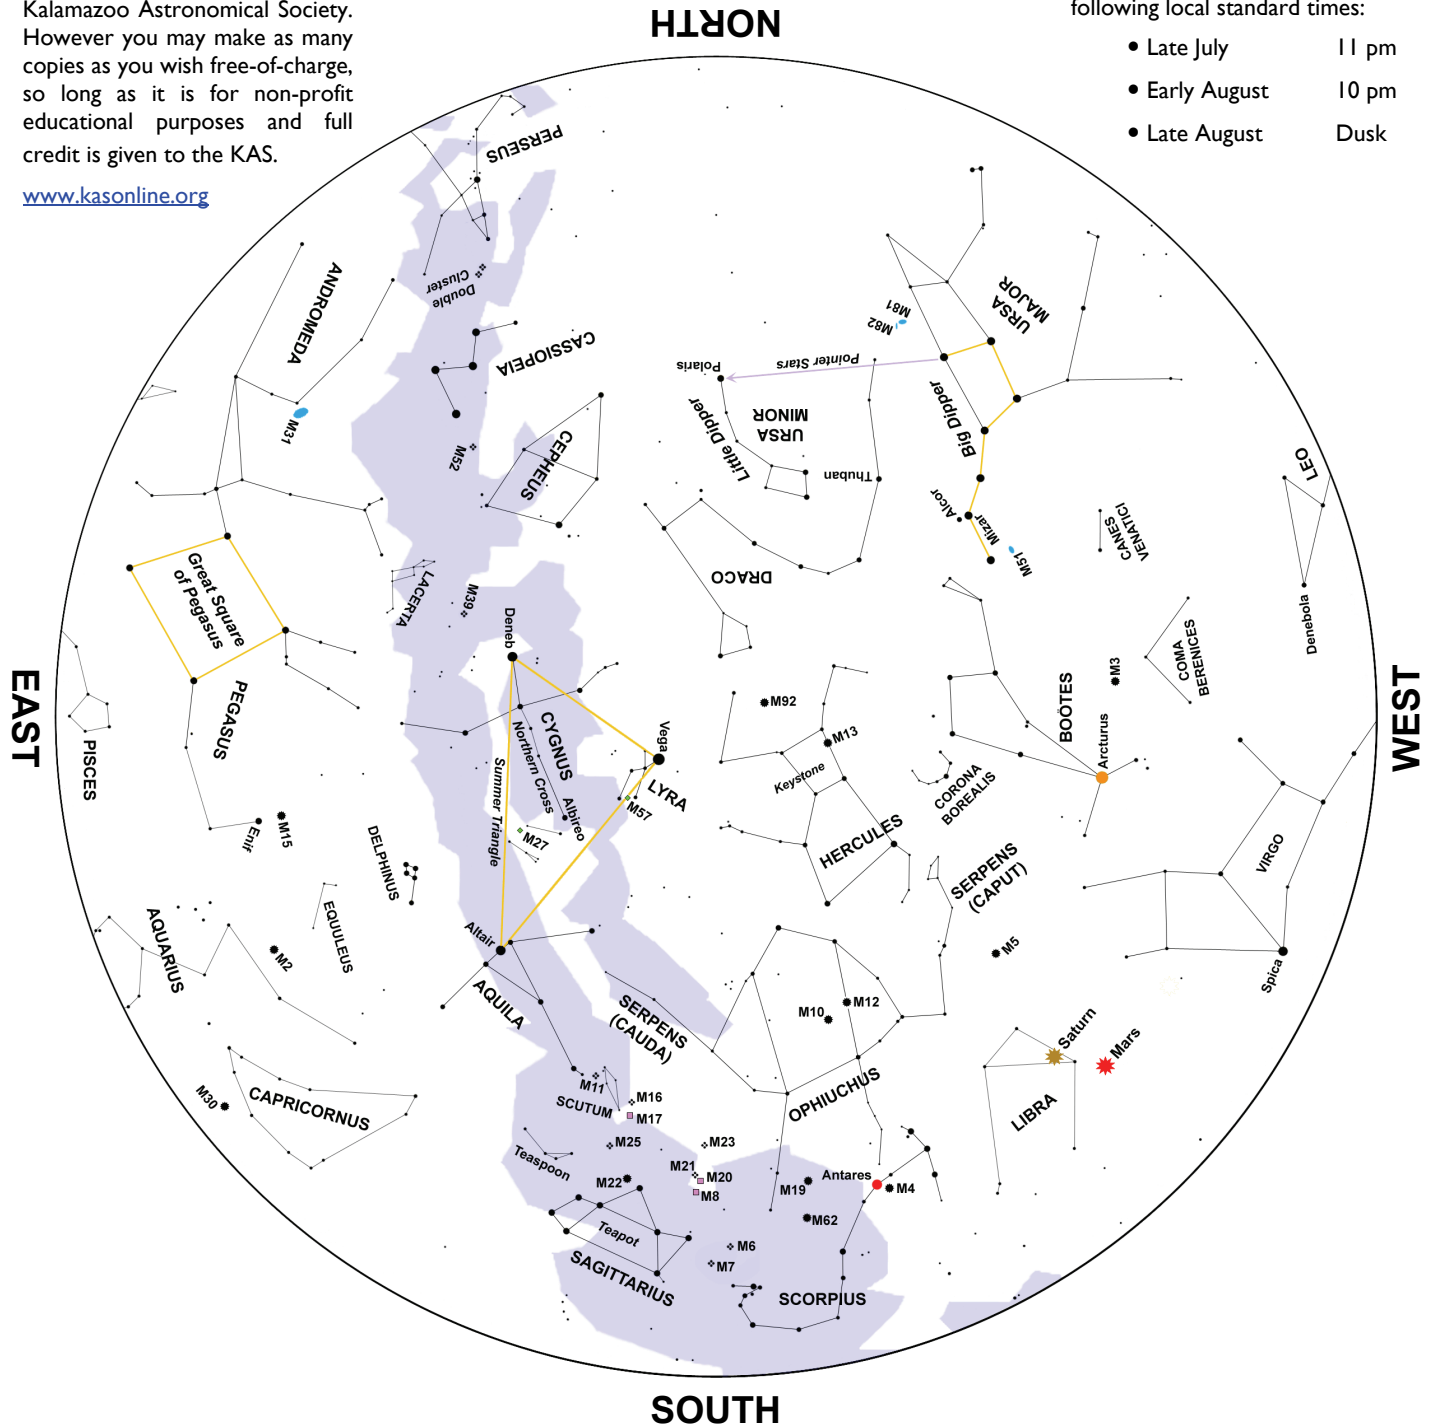 Kalamazoo Astronomical Society.
However you may make as many
copies as you wish free-of-charge,
so long as it is for non-profit
educational purposes and full
credit is given to the KAS.
www.kasonline.org
following local standard times:
• Late July 11 pm
• Early August 10 pm
• Late August Dusk
NORTH
PERSEUS
Double
Cluster
ANDROMEDA
M31
CASSIOPEIA
M52
CEPHEUS
Polaris
Pointer Stars
M81
M82
URSA
MAJOR
Big Dipper
Little Dipper
URSA
MINOR
Thuban
Alcor
Mizar
M51
CANES
VENATICI
LEO
Denebola
DRACO
Great Square
of Pegasus
LACERTA
M39
Deneb
PEGASUS
PISCES
EAST
WEST
CYGNUS
Northern Cross
Summer Triangle
Albireo
Vega
LYRA
M57
M27
M92
M13
Keystone
HERCULES
CORONA
BOREALIS
BOÖTES
Arcturus
M3
COMA
BERENICES
VIRGO
Spica
Enif
M15
DELPHINUS
EQUULEUS
AQUARIUS
M2
Altair
AQUILA
SERPENS
(CAUDA)
SERPENS
(CAPUT)
M5
M12
M10
OPHIUCHUS
Saturn
Mars
LIBRA
M30
CAPRICORNUS
M11
SCUTUM
M16
M17
M25
M23
Teaspoon
M21
M20
M22
M8
M19
Antares
M4
M62
Teapot
M6
M7
SAGITTARIUS
SCORPIUS
SOUTH